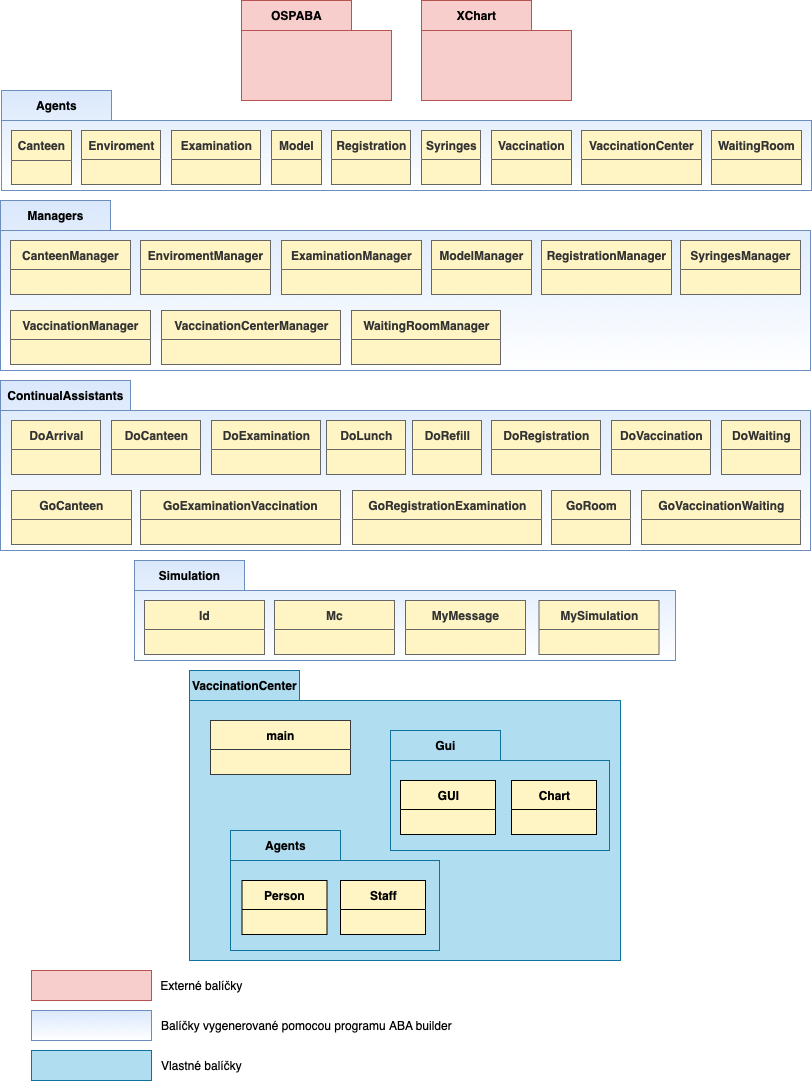 OSPABA XChart
Agents
Canteen Enviroment Examination Model Registration Syringes Vaccination VaccinationCenter WaitingRoom
Managers
CanteenManager EnviromentManager ExaminationManager ModelManager RegistrationManager SyringesManager
VaccinationManager VaccinationCenterManager WaitingRoomManager
ContinualAssistants
DoArrival DoCanteen DoExamination DoLunch DoRefill DoRegistration DoVaccination DoWaiting
GoCanteen GoExaminationVaccination GoRegistrationExamination GoRoom GoVaccinationWaiting
Simulation
Id Mc MyMessage MySimulation
VaccinationCenter
main
Gui
GUI Chart
Agents
Person Staff
Externé balíčky
Balíčky vygenerované pomocou programu ABA builder
Vlastné balíčky